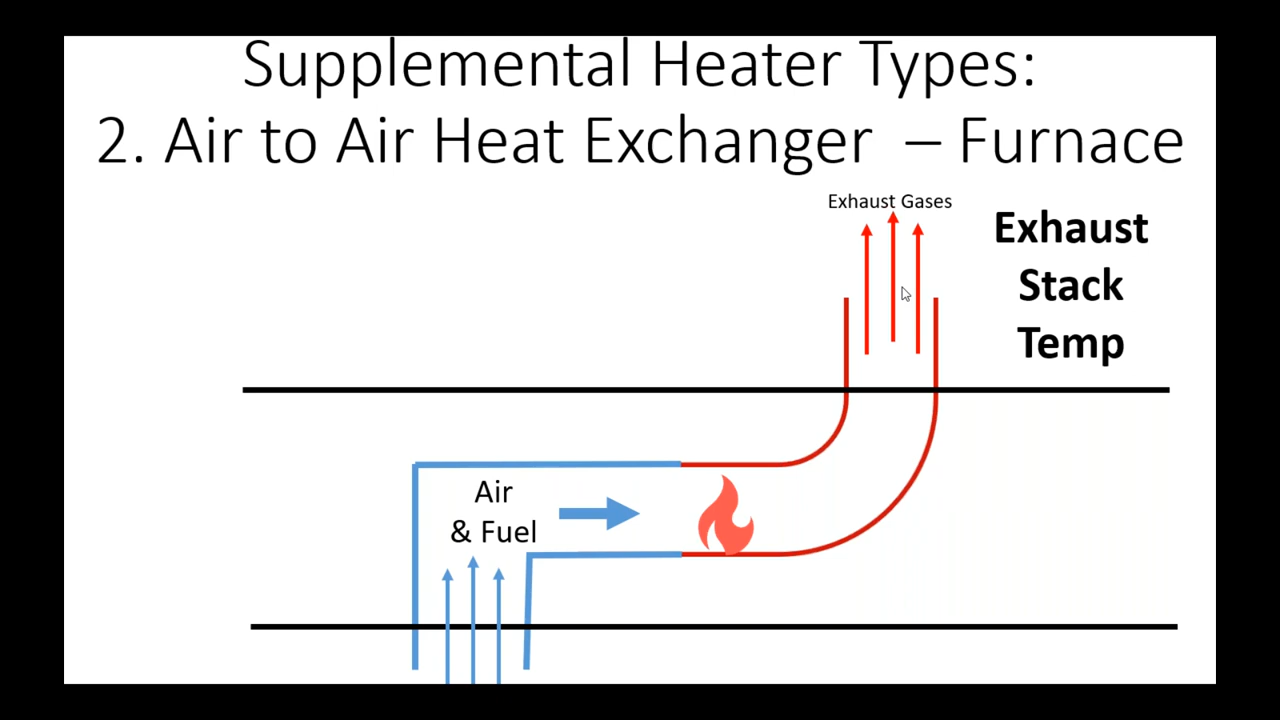 Supplemental Heater Types:
2. Air to Air Heat Exchanger – Furnace
Exhaust Gases
Exhaust
Stack
Temp
Air
& Fuel